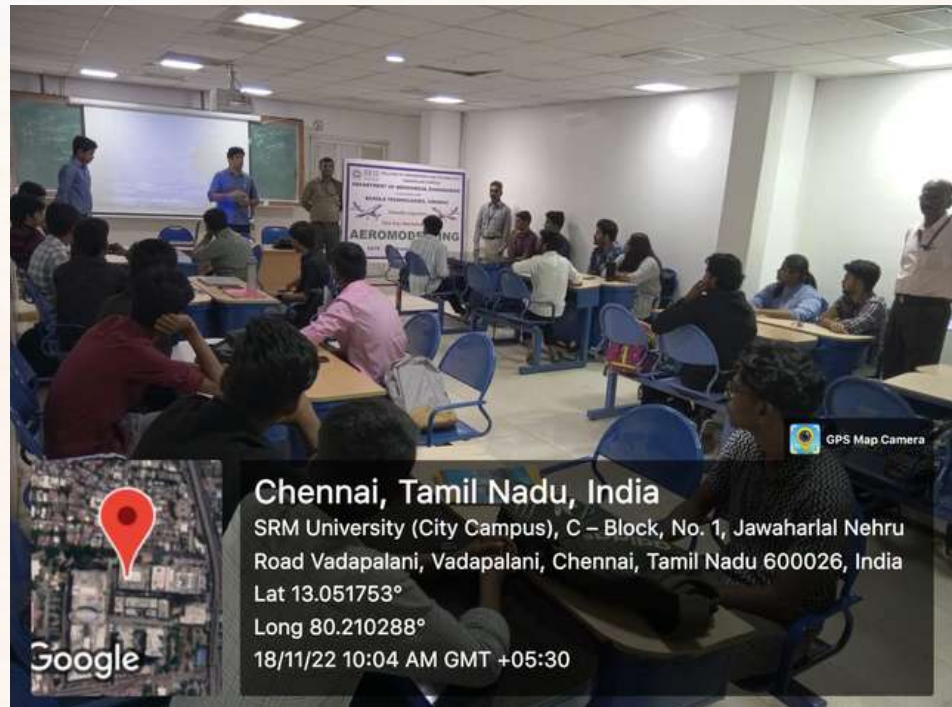 DEPARTMENT OF MECHANICAL ENGINEERING
AEROMODELLING
GPS Map Camera
Chennai, Tamil Nadu, India
SRM University (City Campus), C – Block, No. 1, Jawaharlal Nehru
Road Vadapalani, Vadapalani, Chennai, Tamil Nadu 600026, India
Lat 13.051753°
Long 80.210288°
18/11/22 10:04 AM GMT +05:30
Google